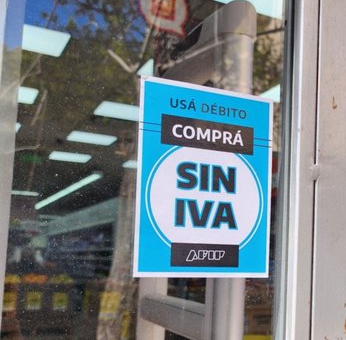 USÁ DÉBITO
COMPRÁ
SIN
IVA
AFIP